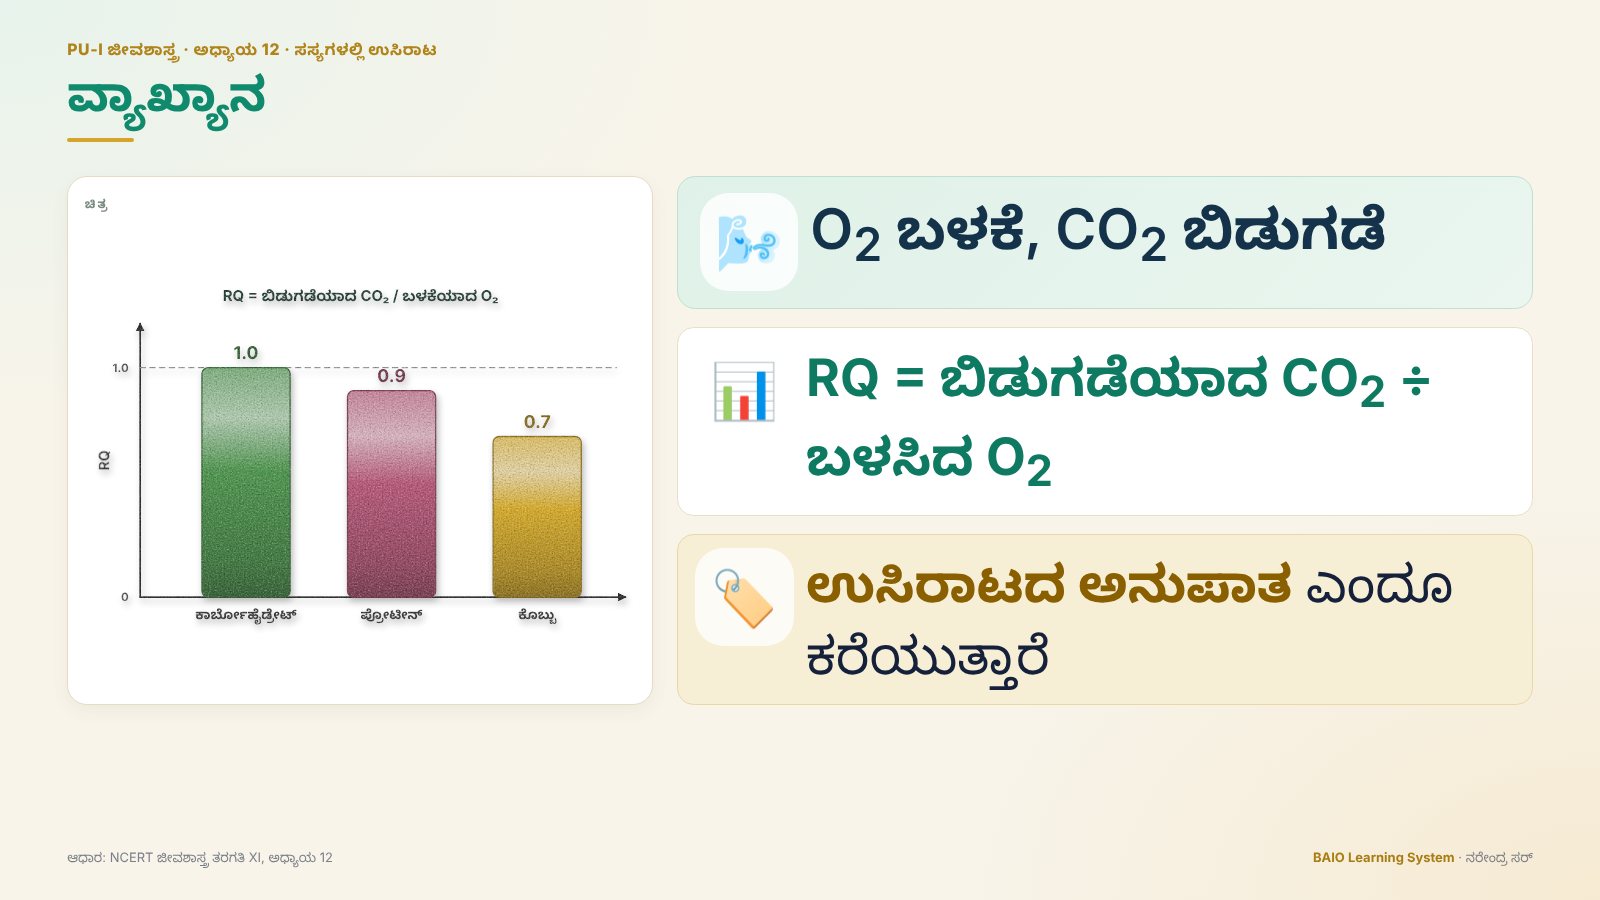 PU-I ಜೀವಶಾಸ್ತ್ರ · ಅಧ್ಯಾಯ 12 · ಸಸ್ಯಗಳಲ್ಲಿ ಉಸಿರಾಟ
ವ್ಯಾಖ್ಯಾನ
ಚಿತ್ರ
RQ = ಬಿಡುಗಡೆಯಾದ CO₂ / ಬಳಕೆಯಾದ O₂
1.0
1.0
0.9
0.7
RQ
0
ಕಾರ್ಬೋಹೈಡ್ರೇಟ್
ಪ್ರೋಟೀನ್
ಕೊಬ್ಬು
O₂ ಬಳಕೆ, CO₂ ಬಿಡುಗಡೆ
RQ = ಬಿಡುಗಡೆಯಾದ CO₂ ÷
ಬಳಸಿದ O₂
ಉಸಿರಾಟದ ಅನುಪಾತ ಎಂದೂ
ಕರೆಯುತ್ತಾರೆ
ಆಧಾರ: NCERT ಜೀವಶಾಸ್ತ್ರ ತರಗತಿ XI, ಅಧ್ಯಾಯ 12
BAIO Learning System · ನರೇಂದ್ರ ಸರ್